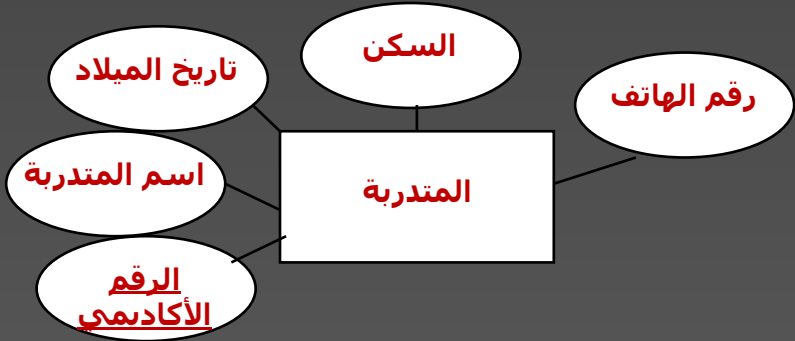 السكن
تاريخ الميلاد
رقم الهاتف
اسم المتدربة
المتدربة
الرقم
الأكاديمي